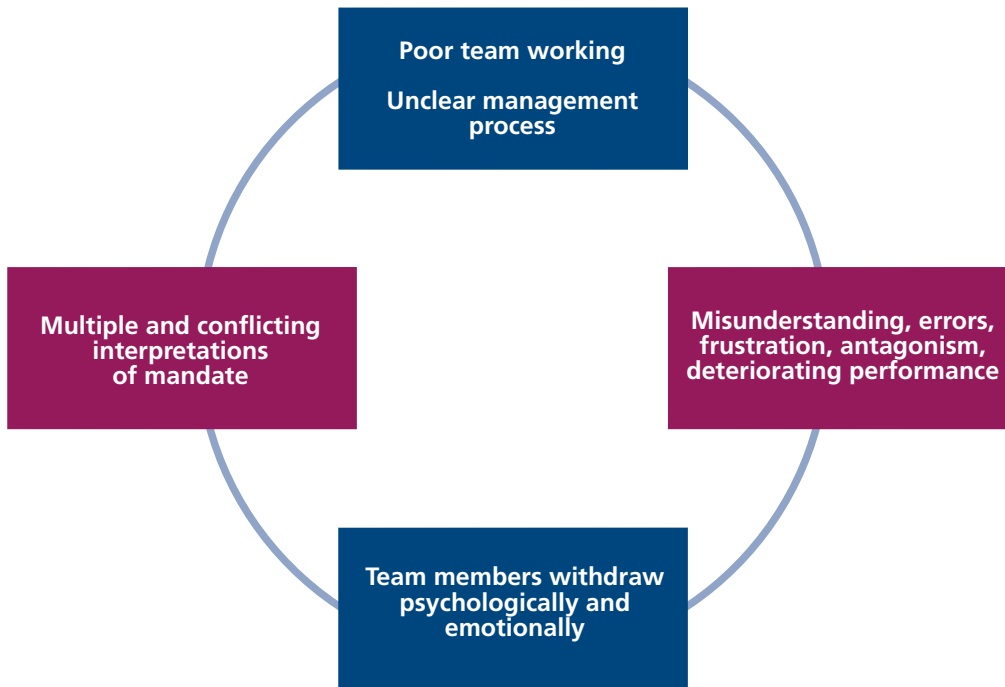 Poor team working
Unclear management
process
Multiple and conflicting
interpretations
of mandate
Misunderstanding, errors,
frustration, antagonism,
deteriorating performance
Team members withdraw
psychologically and
emotionally